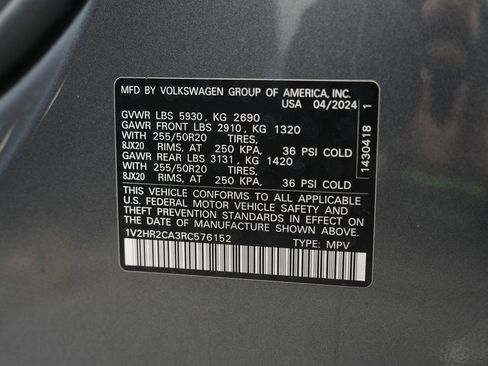 MFD BY VOLKSWAGEN GROUP OF AMERICA, INC.
USA 04/2024
GVWR LBS 5930, KG 2690
GAWR FRONT LBS 2910, KG 1320
WITH 255/50R20 TIRES,
8JX20 RIMS, AT 250 KPA, 36 PSI COLD
GAWR REAR LBS 3131, KG 1420
WITH 255/50R20 TIRES,
8JX20 RIMS, AT 250 KPA, 36 PSI COLD
THIS VEHICLE CONFORMS TO ALL APPLICABLE
U.S. FEDERAL MOTOR VEHICLE SAFETY AND
THEFT PREVENTION STANDARDS IN EFFECT ON
THE DATE OF MANUFACTURE SHOWN ABOVE.
1V2HR2CA3RC576152 TYPE: MPV
1430418 1